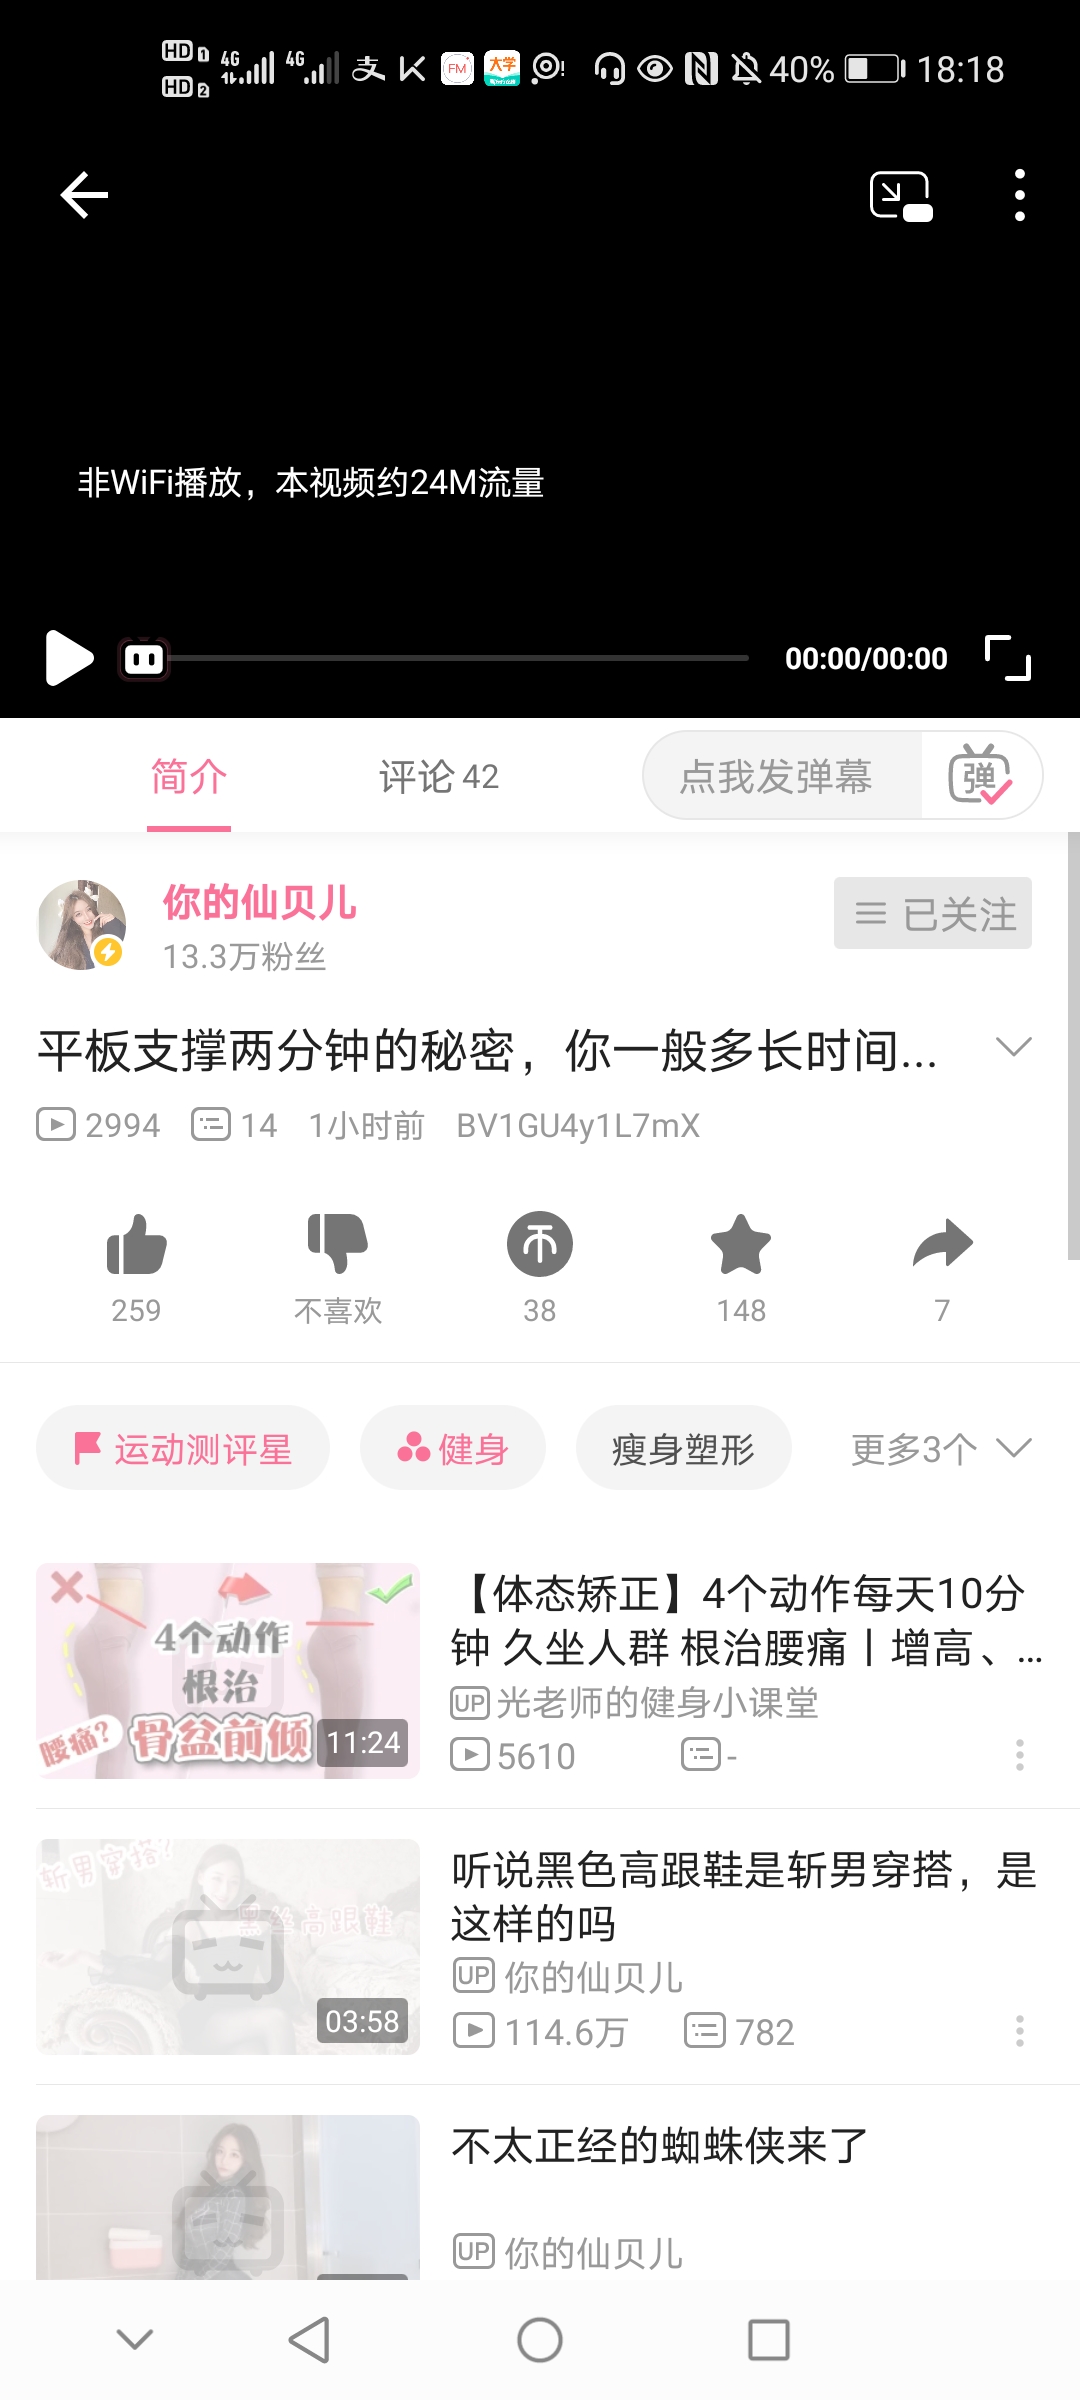 HD 1 4G 4G 支 K FM 大学 40% 18:18
HD 2
非WiFi播放，本视频约24M流量
00:00/00:00
简介 评论 42 点我发弹幕 弹
你的仙贝儿
13.3万粉丝
已关注
平板支撑两分钟的秘密，你一般多长时间...
2994 14 1小时前 BV1GU4y1L7mX
259 不喜欢 38 148 7
运动测评星 健身 瘦身塑形 更多3个
4个动作
根治
腰痛? 骨盆前倾
11:24
【体态矫正】4个动作每天10分
钟 久坐人群 根治腰痛丨增高、...
UP 光老师的健身小课堂
5610 -
斩男穿搭?
黑丝高跟鞋
03:58
听说黑色高跟鞋是斩男穿搭，是
这样的吗
UP 你的仙贝儿
114.6万 782
不太正经的蜘蛛侠来了
UP 你的仙贝儿